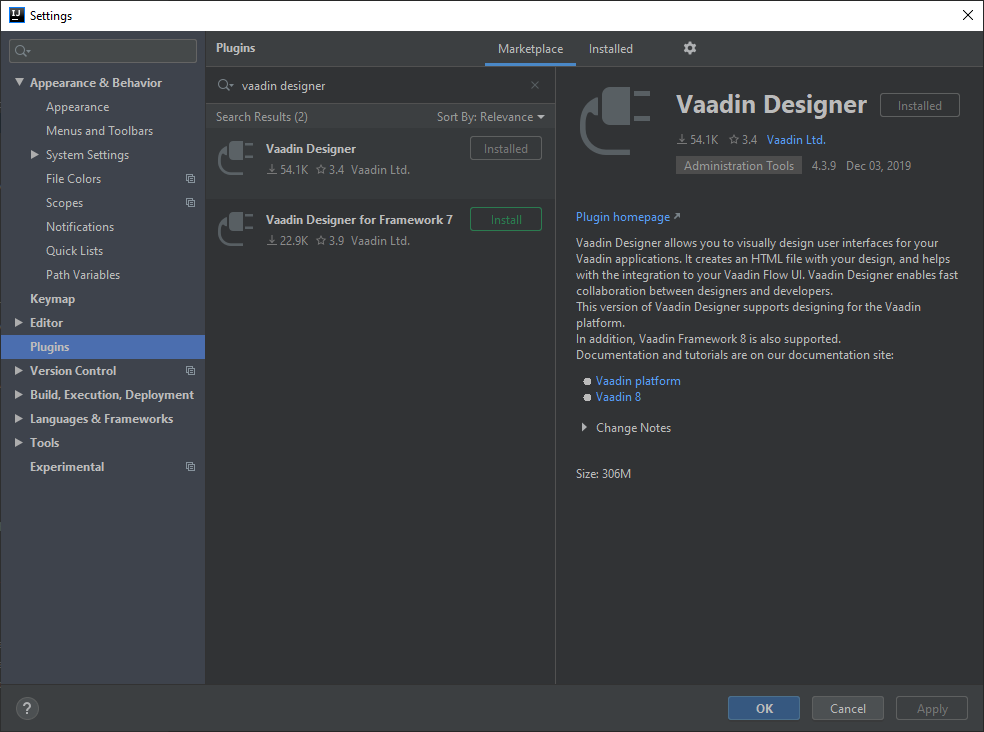 IJ
Settings
Appearance & Behavior
Appearance
Menus and Toolbars
System Settings
File Colors
Scopes
Notifications
Quick Lists
Path Variables
Keymap
Editor
Plugins
Version Control
Build, Execution, Deployment
Languages & Frameworks
Tools
Experimental
Plugins
Marketplace
Installed
vaadin designer
Search Results (2)
Sort By: Relevance
Vaadin Designer
Installed
54.1K 3.4 Vaadin Ltd.
Vaadin Designer for Framework 7
Install
22.9K 3.9 Vaadin Ltd.
Vaadin Designer
Installed
54.1K 3.4 Vaadin Ltd.
Administration Tools 4.3.9 Dec 03, 2019
Plugin homepage
Vaadin Designer allows you to visually design user interfaces for your
Vaadin applications. It creates an HTML file with your design, and helps
with the integration to your Vaadin Flow UI. Vaadin Designer enables fast
collaboration between designers and developers.
This version of Vaadin Designer supports designing for the Vaadin
platform.
In addition, Vaadin Framework 8 is also supported.
Documentation and tutorials are on our documentation site:
Vaadin platform
Vaadin 8
Change Notes
Size: 306M
?
OK
Cancel
Apply